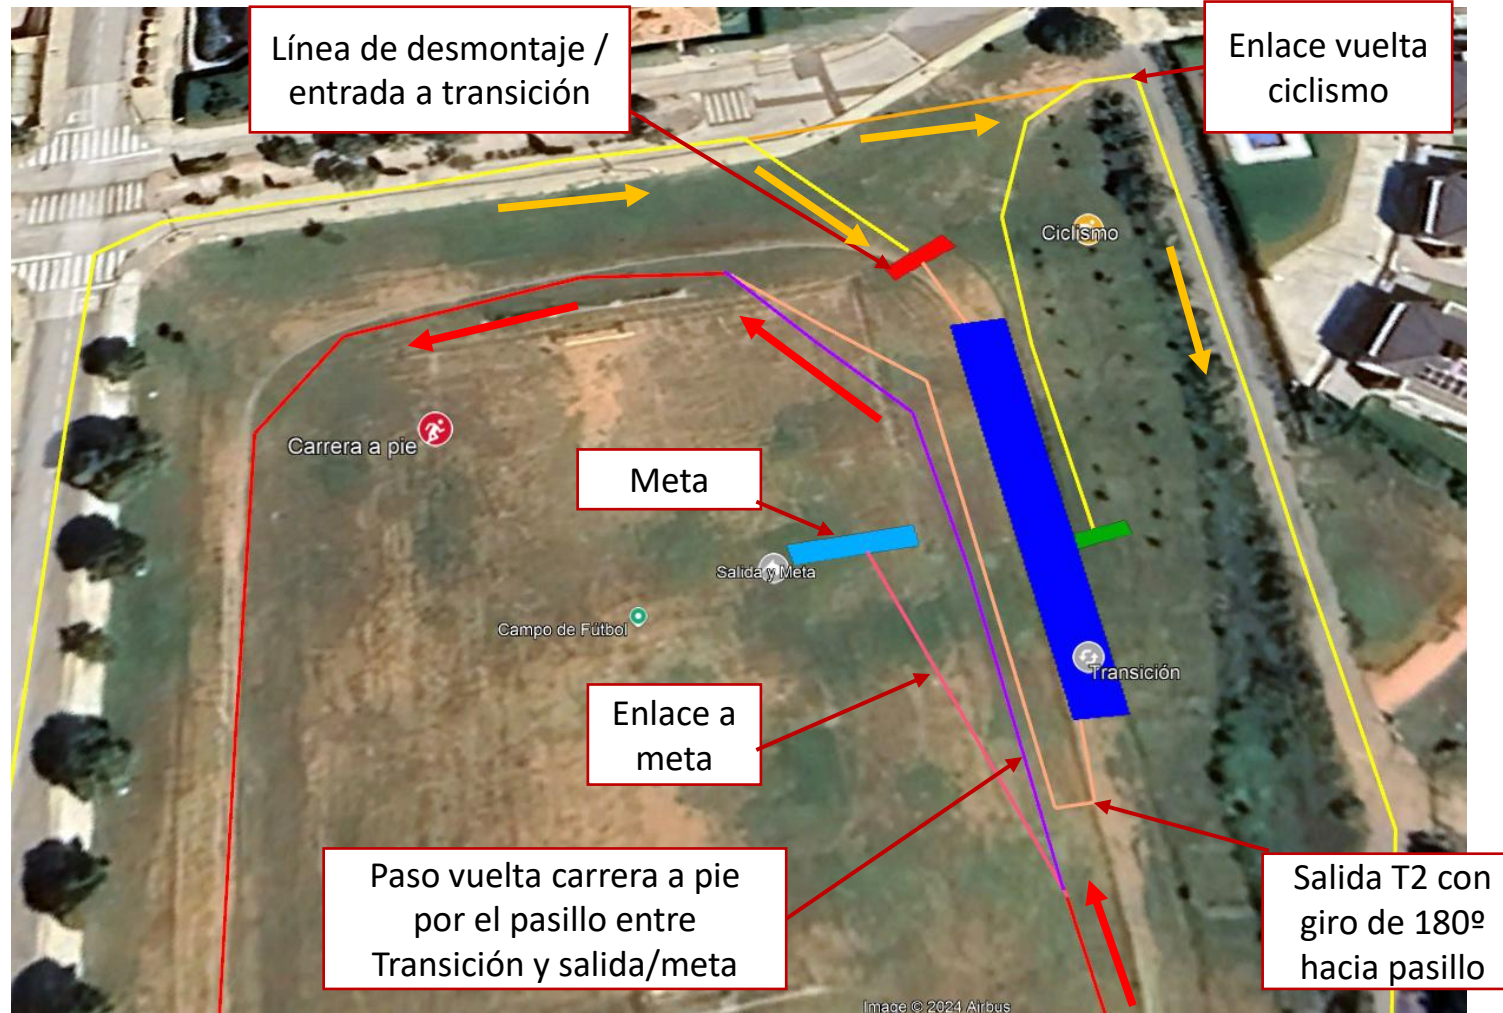 Línea de desmontaje /
entrada a transición
Enlace vuelta
ciclismo
Ciclismo
Carrera a pie
Meta
Salida y Meta
Campo de Fútbol
Transición
Enlace a
meta
Paso vuelta carrera a pie
por el pasillo entre
Transición y salida/meta
Salida T2 con
giro de 180º
hacia pasillo
Image © 2024 Airbus